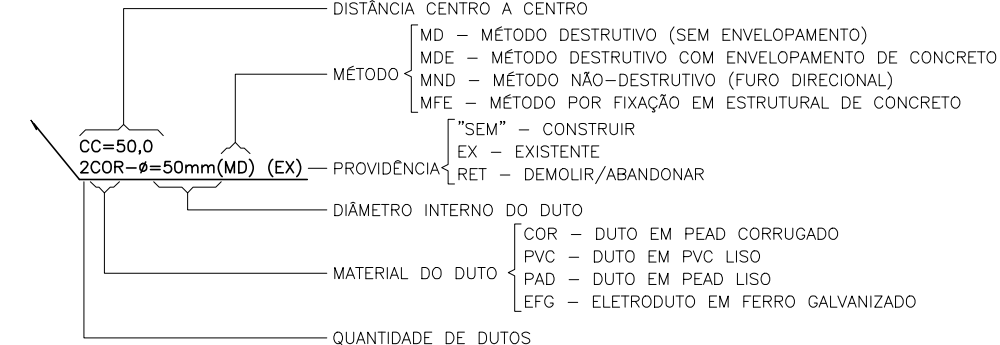 DISTÂNCIA CENTRO A CENTRO
MD – MÉTODO DESTRUTIVO (SEM ENVELOPAMENTO)
MDE – MÉTODO DESTRUTIVO COM ENVELOPAMENTO DE CONCRETO
MÉTODO
MND – MÉTODO NÃO-DESTRUTIVO (FURO DIRECIONAL)
MFE – MÉTODO POR FIXAÇÃO EM ESTRUTURAL DE CONCRETO
CC=50,0
2COR-ø=50mm(MD) (EX)
PROVIDÊNCIA
"SEM" – CONSTRUIR
EX – EXISTENTE
RET – DEMOLIR/ABANDONAR
DIÂMETRO INTERNO DO DUTO
MATERIAL DO DUTO
COR – DUTO EM PEAD CORRUGADO
PVC – DUTO EM PVC LISO
PAD – DUTO EM PEAD LISO
EFG – ELETRODUTO EM FERRO GALVANIZADO
QUANTIDADE DE DUTOS